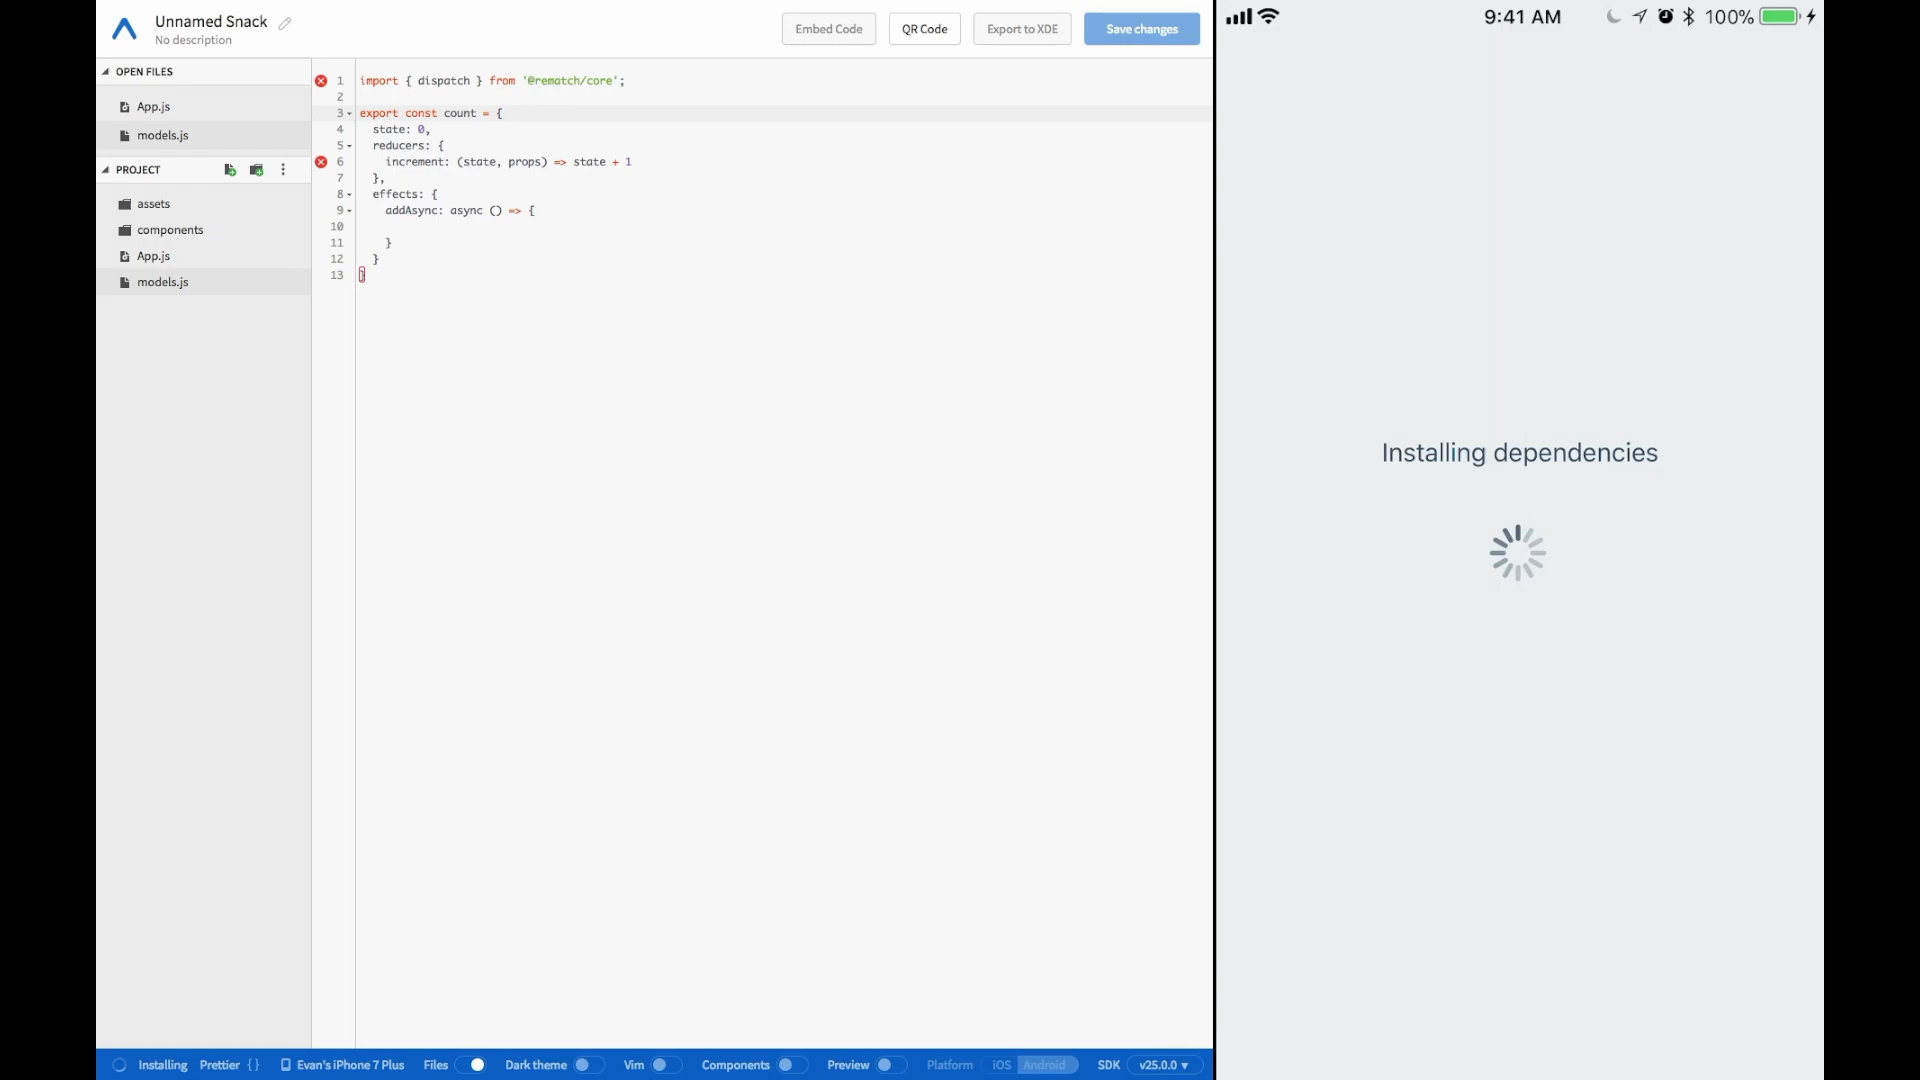 Unnamed Snack
No description
Embed Code
QR Code
Export to XDE
Save changes
OPEN FILES
App.js
models.js
PROJECT
assets
components
App.js
models.js
1 import { dispatch } from '@rematch/core';
2
3 export const count = {
4 state: 0,
5 reducers: {
6 increment: (state, props) => state + 1
7 },
8 effects: {
9 addAsync: async () => {
10
11 }
12 }
13 }
Installing
Prettier {}
Evan's iPhone 7 Plus
Files
Dark theme
Vim
Components
Preview
Platform
iOS
Android
SDK
v25.0.0
9:41 AM
100%
Installing dependencies